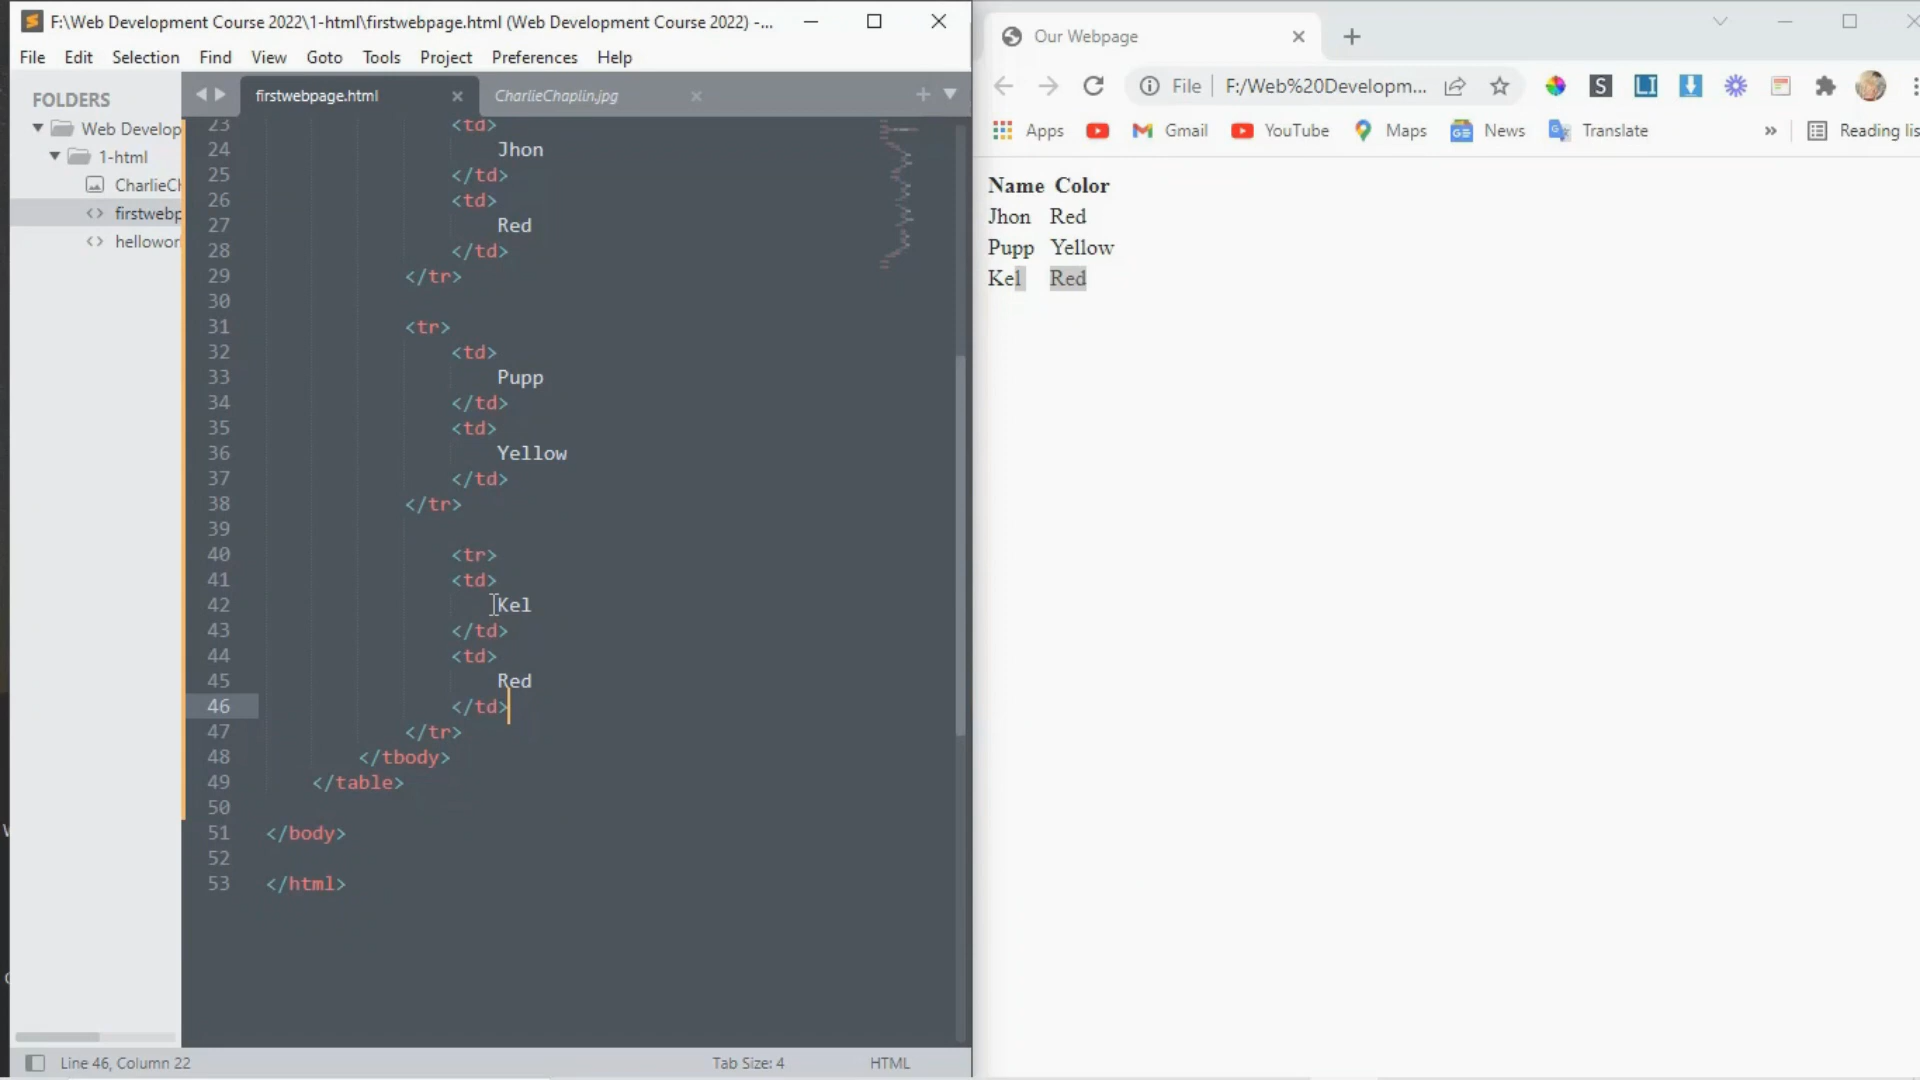 F:\Web Development Course 2022\1-html\firstwebpage.html (Web Development Course 2022) -...
File Edit Selection Find View Goto Tools Project Preferences Help
FOLDERS
Web Develop
1-html
CharlieCh
firstwebp
hellowor
firstwebpage.html
CharlieChaplin.jpg
23 <td>
24 Jhon
25 </td>
26 <td>
27 Red
28 </td>
29 </tr>
30
31 <tr>
32 <td>
33 Pupp
34 </td>
35 <td>
36 Yellow
37 </td>
38 </tr>
39
40 <tr>
41 <td>
42 Kel
43 </td>
44 <td>
45 Red
46 </td>
47 </tr>
48 </tbody>
49 </table>
50
51 </body>
52
53 </html>
Line 46, Column 22
Tab Size: 4
HTML
Our Webpage
File F:/Web%20Developm...
S LI
Apps Gmail YouTube Maps News Translate » Reading lis
Name Color
Jhon Red
Pupp Yellow
Kel Red